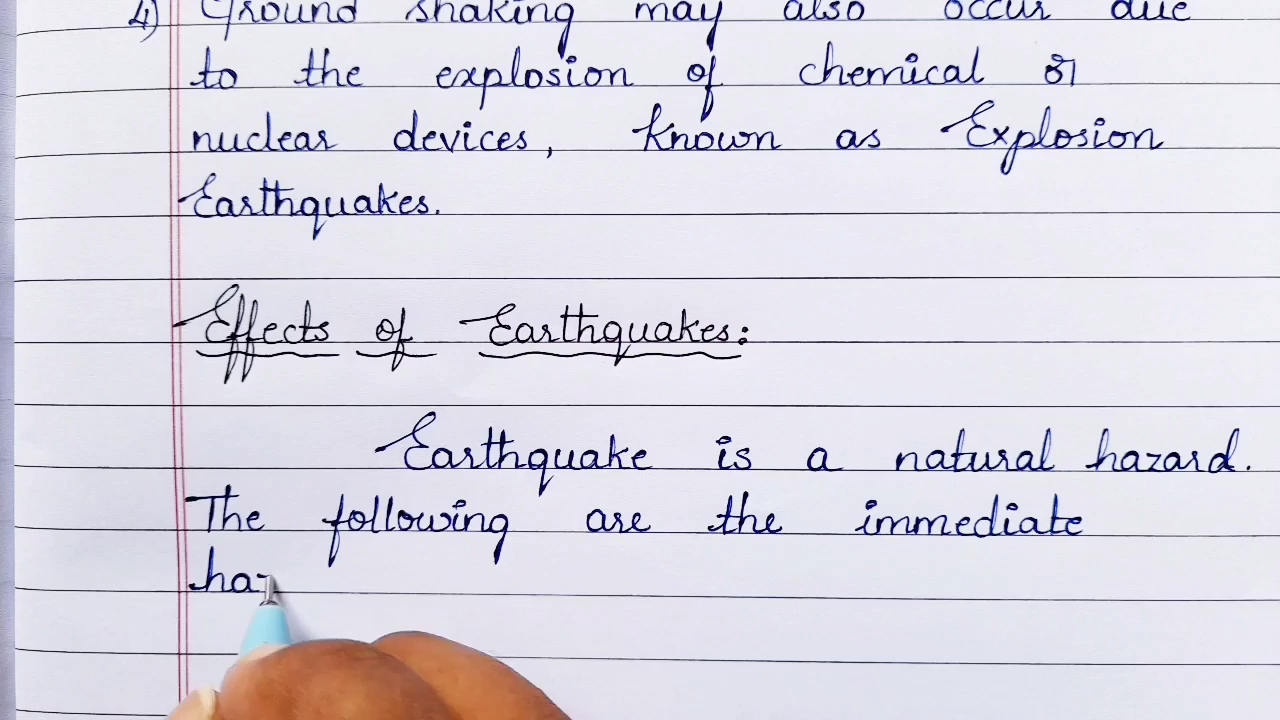 4) Ground shaking may also occur due
to the explosion of chemical or
nuclear devices, known as Explosion
Earthquakes.
Effects of Earthquakes:
Earthquake is a natural hazard.
The following are the immediate
haz